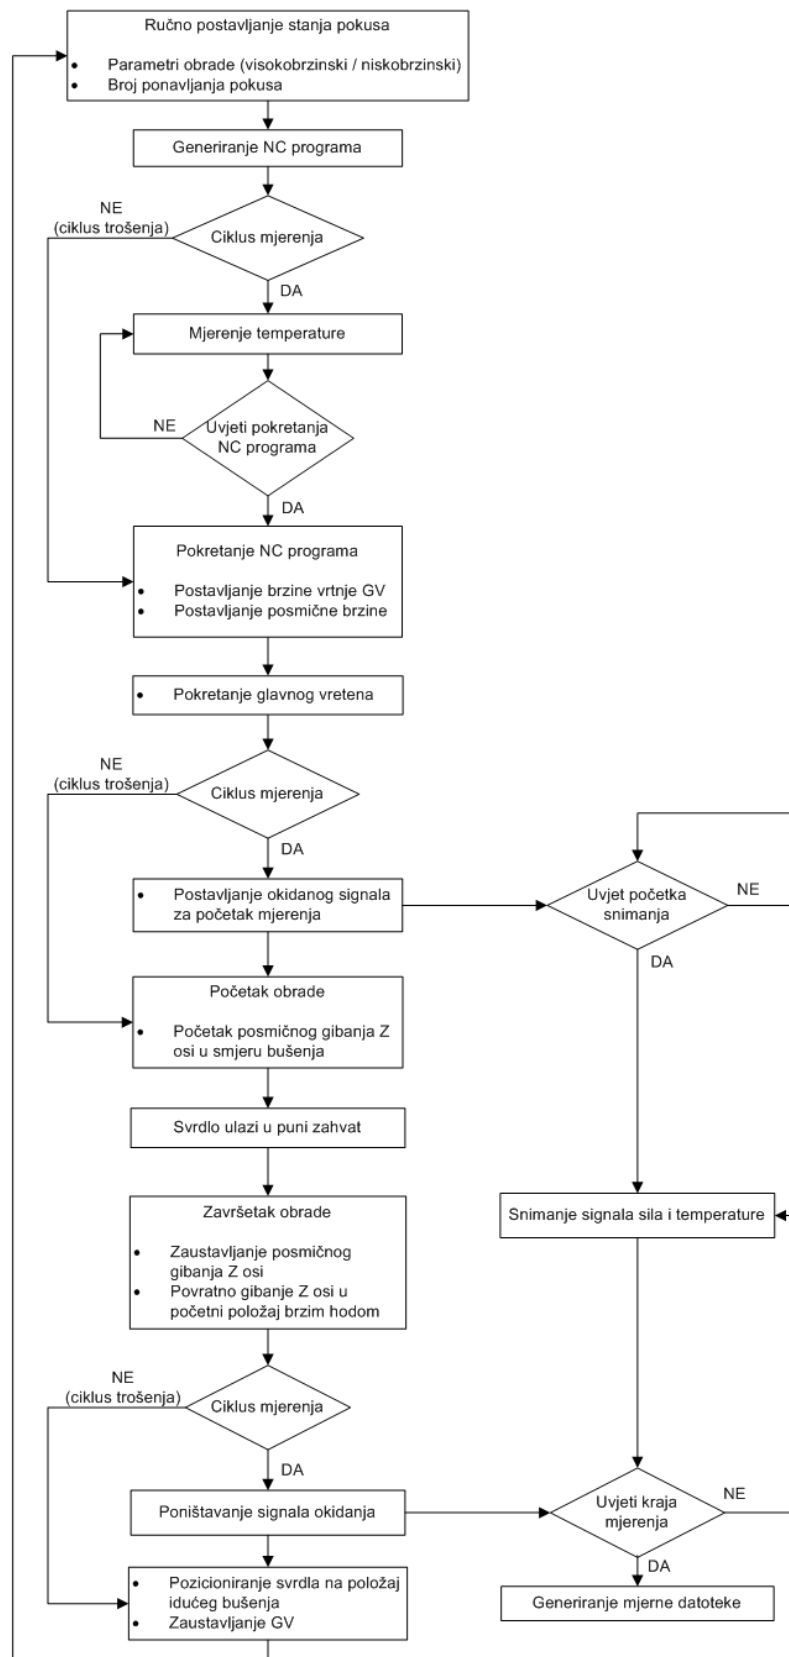 Ručno postavljanje stanja pokusa
• Parametri obrade (visokobrzinski / niskobrzinski)
• Broj ponavljanja pokusa
Generiranje NC programa
NE
(ciklus trošenja)
Ciklus mjerenja
DA
Mjerenje temperature
NE
Uvjeti pokretanja
NC programa
DA
Pokretanje NC programa
• Postavljanje brzine vrtnje GV
• Postavljanje posmične brzine
• Pokretanje glavnog vretena
NE
(ciklus trošenja)
Ciklus mjerenja
DA
• Postavljanje okidanog signala
za početak mjerenja
Uvjet početka
snimanja
NE
DA
Početak obrade
• Početak posmičnog gibanja Z
osi u smjeru bušenja
Svrdlo ulazi u puni zahvat
Završetak obrade
• Zaustavljanje posmičnog
gibanja Z osi
• Povratno gibanje Z osi u
početni položaj brzim hodom
Snimanje signala sila i temperature
NE
(ciklus trošenja)
Ciklus mjerenja
DA
Poništavanje signala okidanja
Uvjeti kraja
mjerenja
NE
DA
• Pozicioniranje svrdla na položaj
idućeg bušenja
• Zaustavljanje GV
Generiranje mjerne datoteke